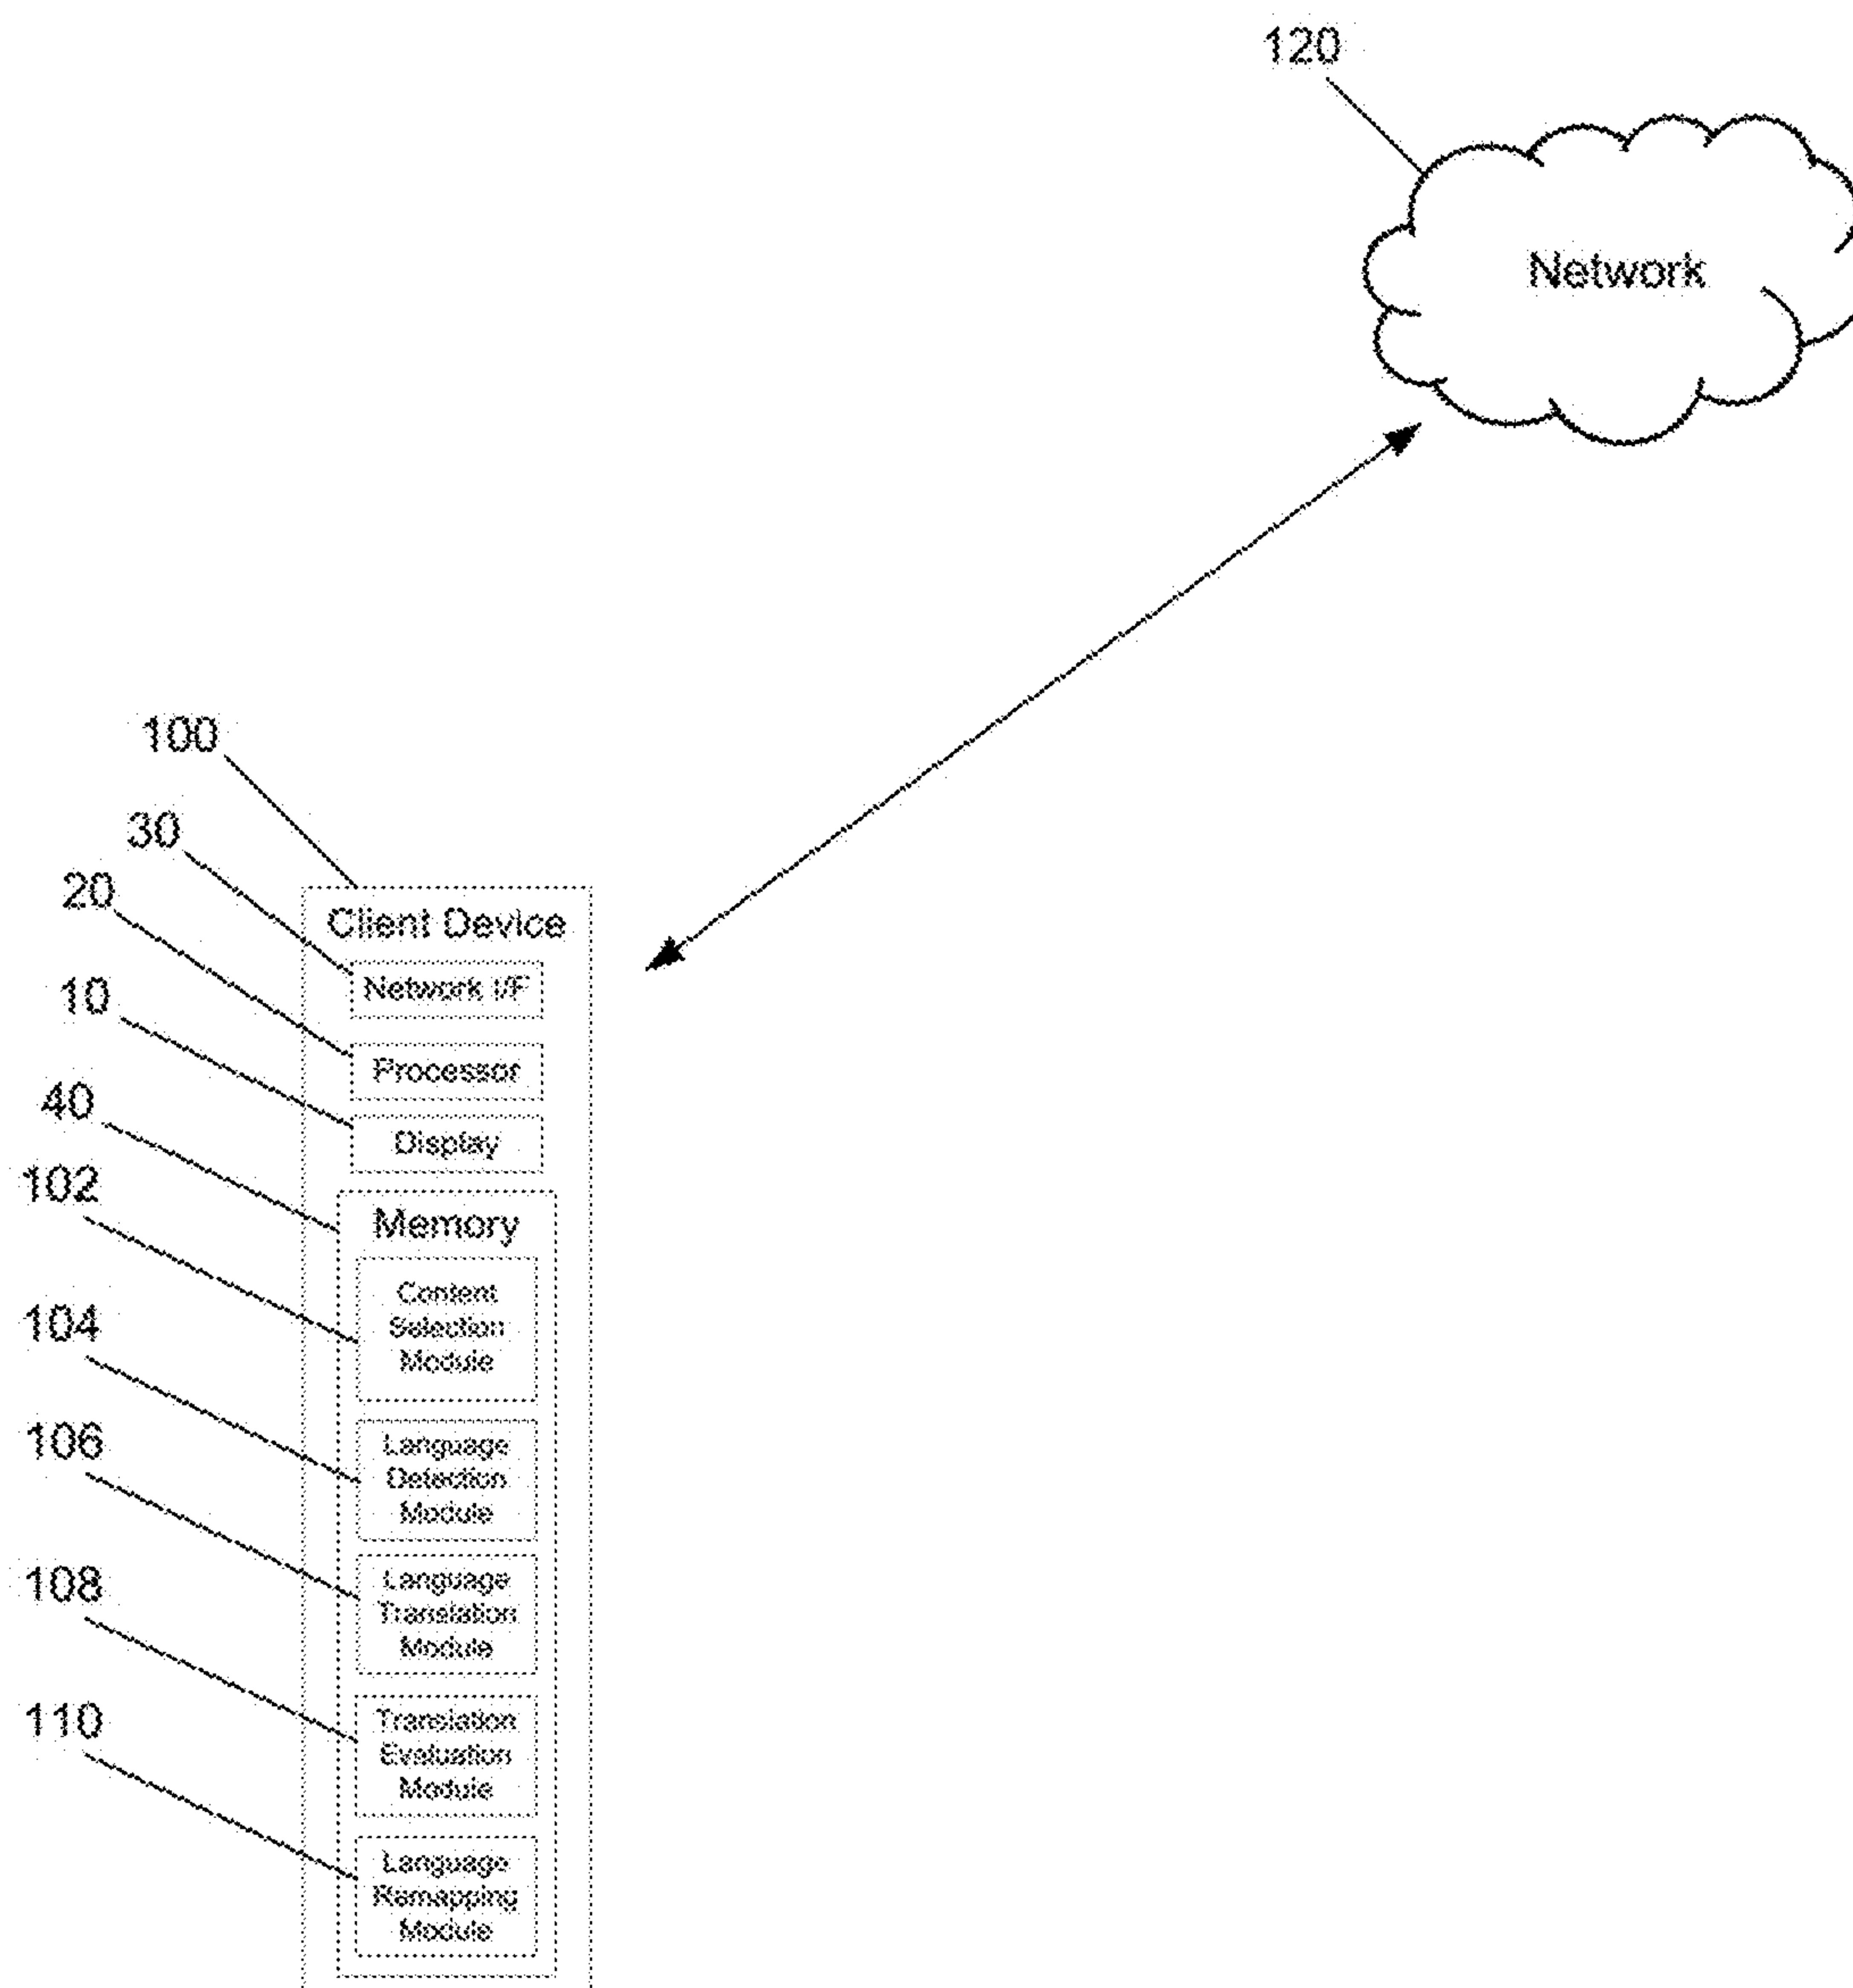 120
Network
100
30
20
10
40
102
104
106
108
110
Client Device
Network I/F
Processor
Display
Memory
Content
Selection
Module
Language
Detection
Module
Language
Translation
Module
Translation
Evaluation
Module
Language
Remapping
Module